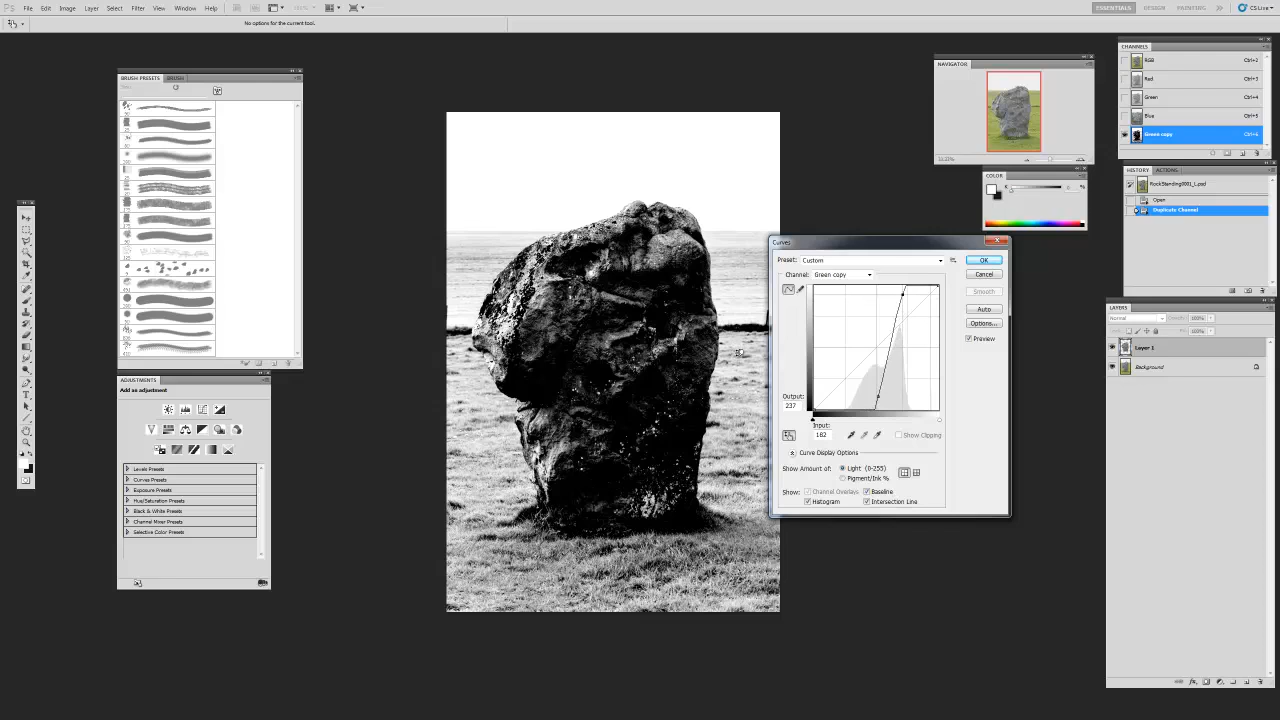 Ps File Edit Image Layer Select Filter View Window Help
ESSENTIALS DESIGN PAINTING CS Live
No options for the current tool.
BRUSH PRESETS BRUSH
ADJUSTMENTS
Add an adjustment
Levels Presets
Curves Presets
Exposure Presets
Hue/Saturation Presets
Black & White Presets
Channel Mixer Presets
Selective Color Presets
NAVIGATOR
COLOR
K %
CHANNELS
RGB Ctrl+2
Red Ctrl+3
Green Ctrl+4
Blue Ctrl+5
Green copy Ctrl+6
HISTORY ACTIONS
RockStanding0001_L.psd
Open
Duplicate Channel
LAYERS
Normal Opacity: 100%
Layer 1
Background
Curves
Preset: Custom
OK
Channel: Green copy
Cancel
Smooth
Auto
Options...
Preview
Output:
237
Input:
162
Show Clipping
Curve Display Options
Show Amount of: Light (0-255)
Pigment/Ink %
Show: Channel Overlays Baseline
Histogram Intersection Line